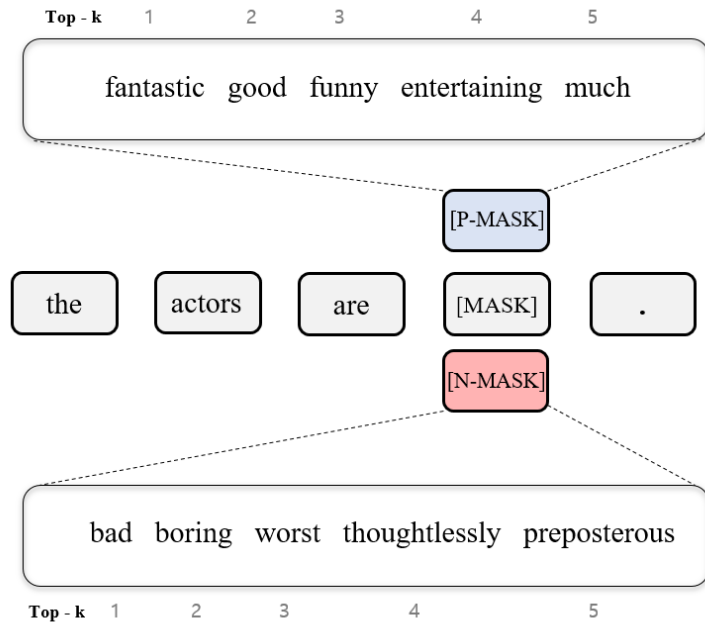 Top - k 1 2 3 4 5
fantastic good funny entertaining much
[P-MASK]
the actors are [MASK] .
[N-MASK]
bad boring worst thoughtlessly preposterous
Top - k 1 2 3 4 5